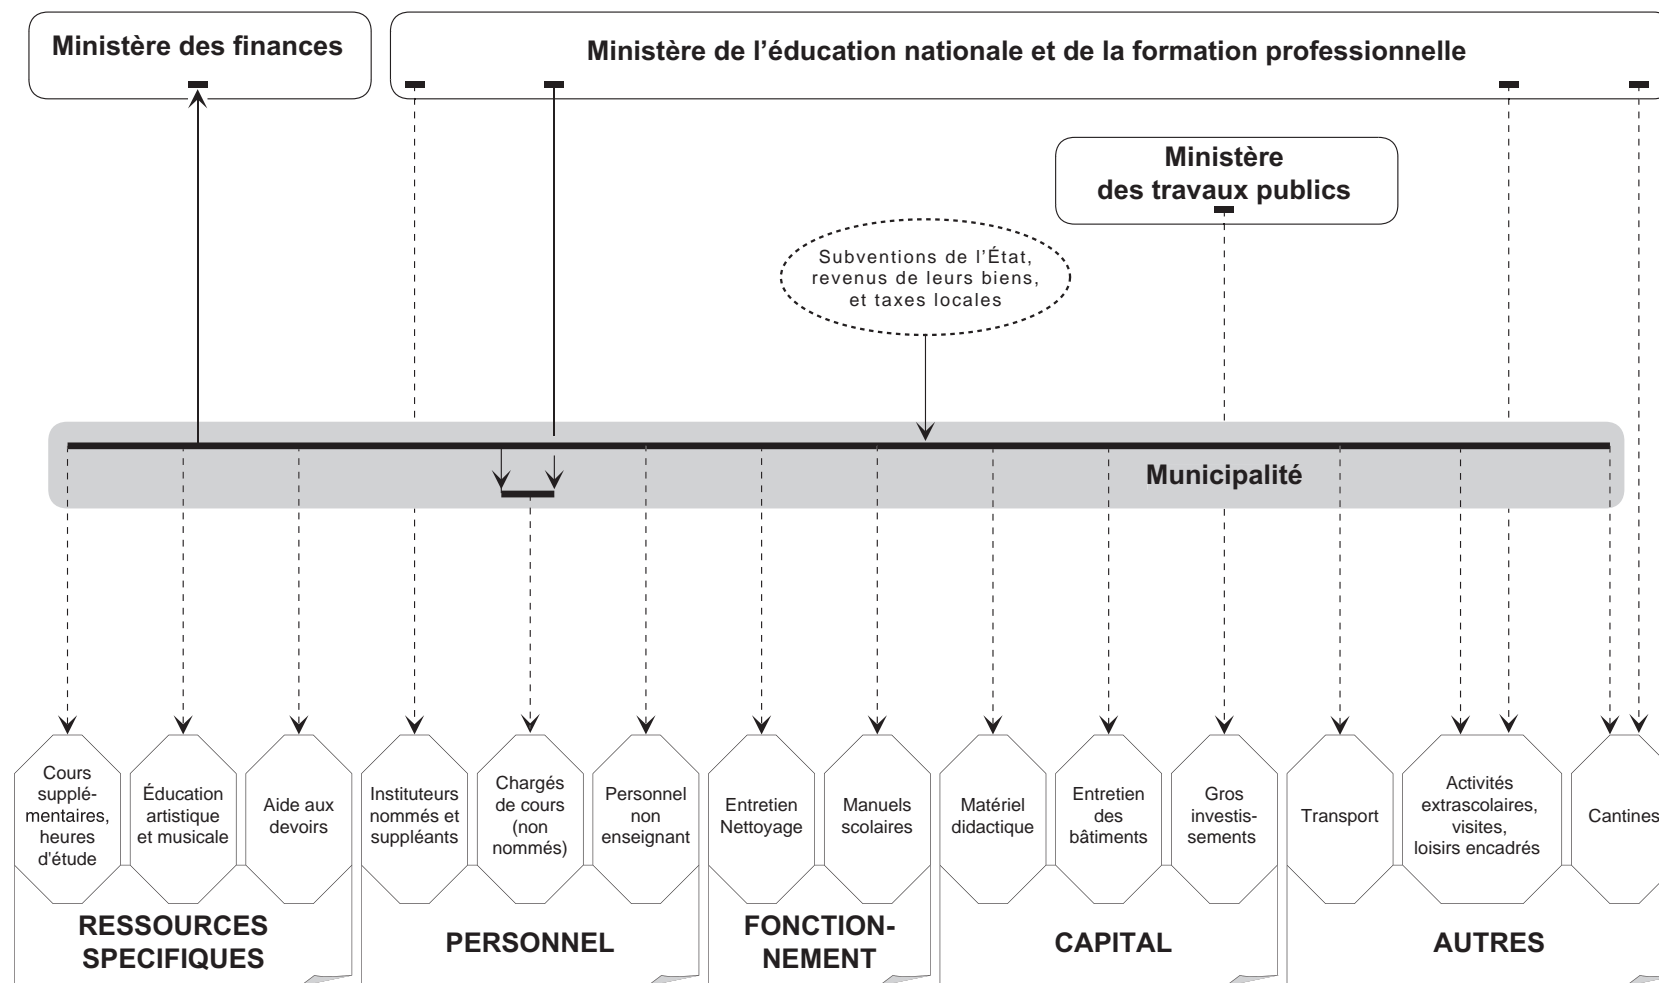 Ministère des finances
Ministère de l’éducation nationale et de la formation professionnelle
Ministère
des travaux publics
Subventions de l’État,
revenus de leurs biens,
et taxes locales
Municipalité
Cours
supplé-
mentaires,
heures
d'étude
Éducation
artistique
et musicale
Aide aux
devoirs
Instituteurs
nommés et
suppléants
Chargés
de cours
(non
nommés)
Personnel
non
enseignant
Entretien
Nettoyage
Manuels
scolaires
Matériel
didactique
Entretien
des
bâtiments
Gros
investis-
sements
Transport
Activités
extrascolaires,
visites,
loisirs encadrés
Cantines
RESSOURCES
SPECIFIQUES
PERSONNEL
FONCTION-
NEMENT
CAPITAL
AUTRES